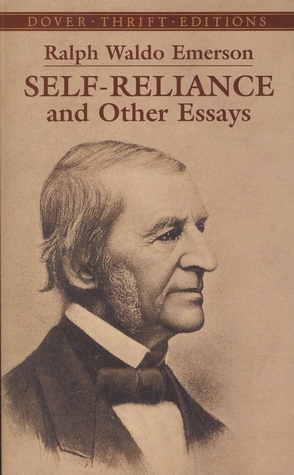 DOVER · THRIFT · EDITIONS
Ralph Waldo Emerson
SELF-RELIANCE
and Other Essays